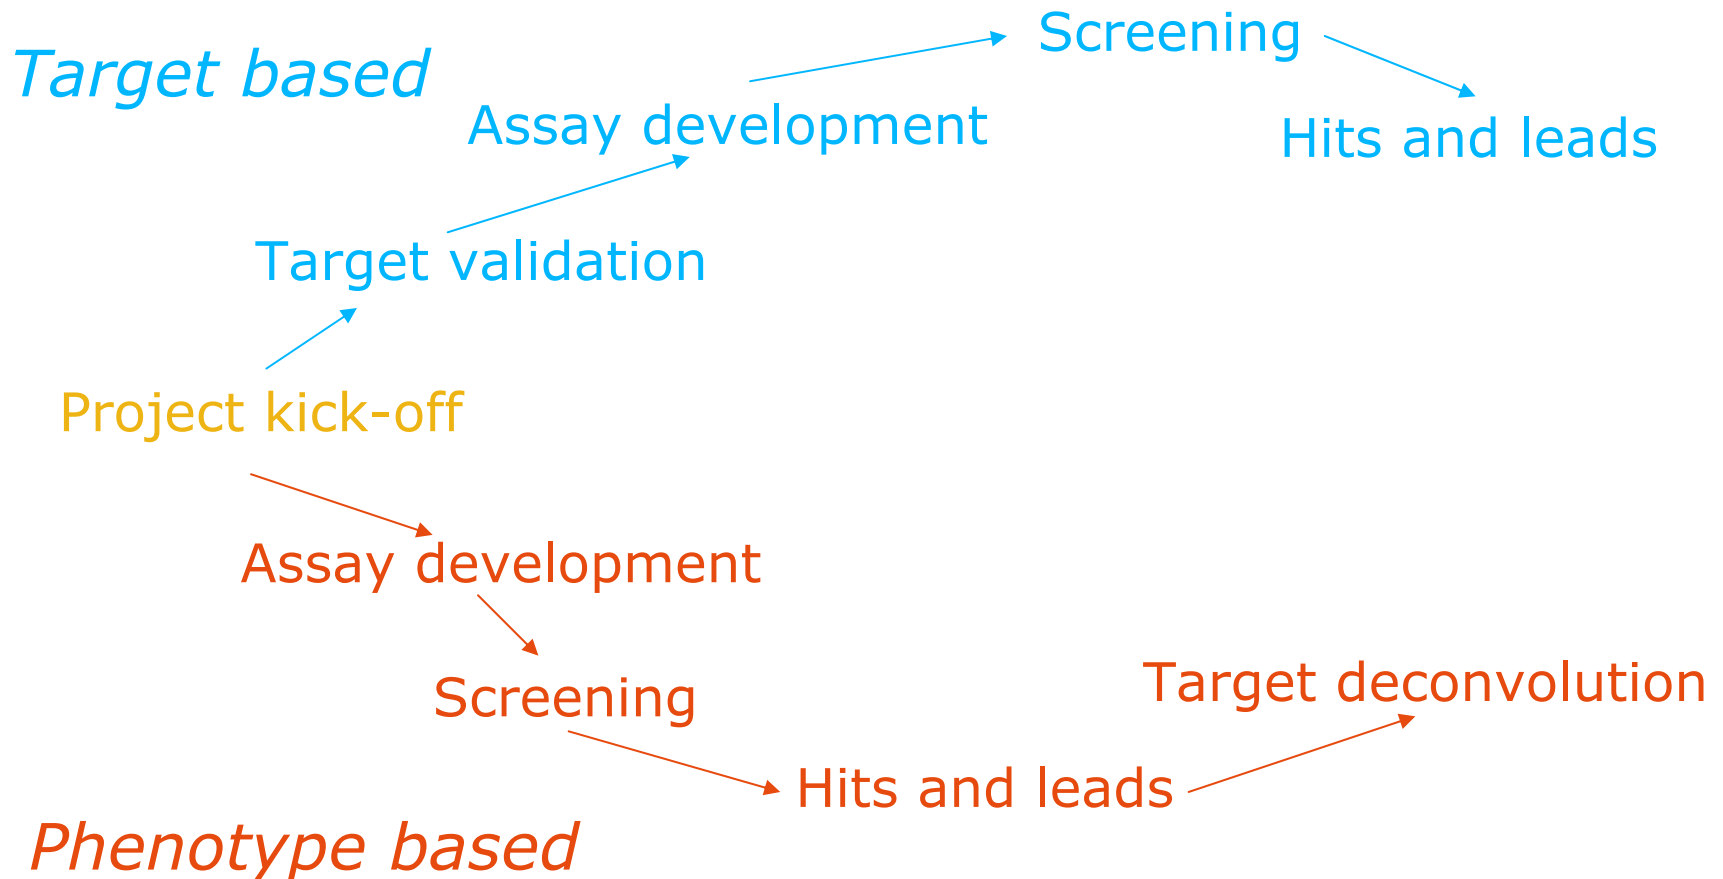 Target based
Screening
Assay development
Hits and leads
Target validation
Project kick-off
Assay development
Screening
Target deconvolution
Hits and leads
Phenotype based